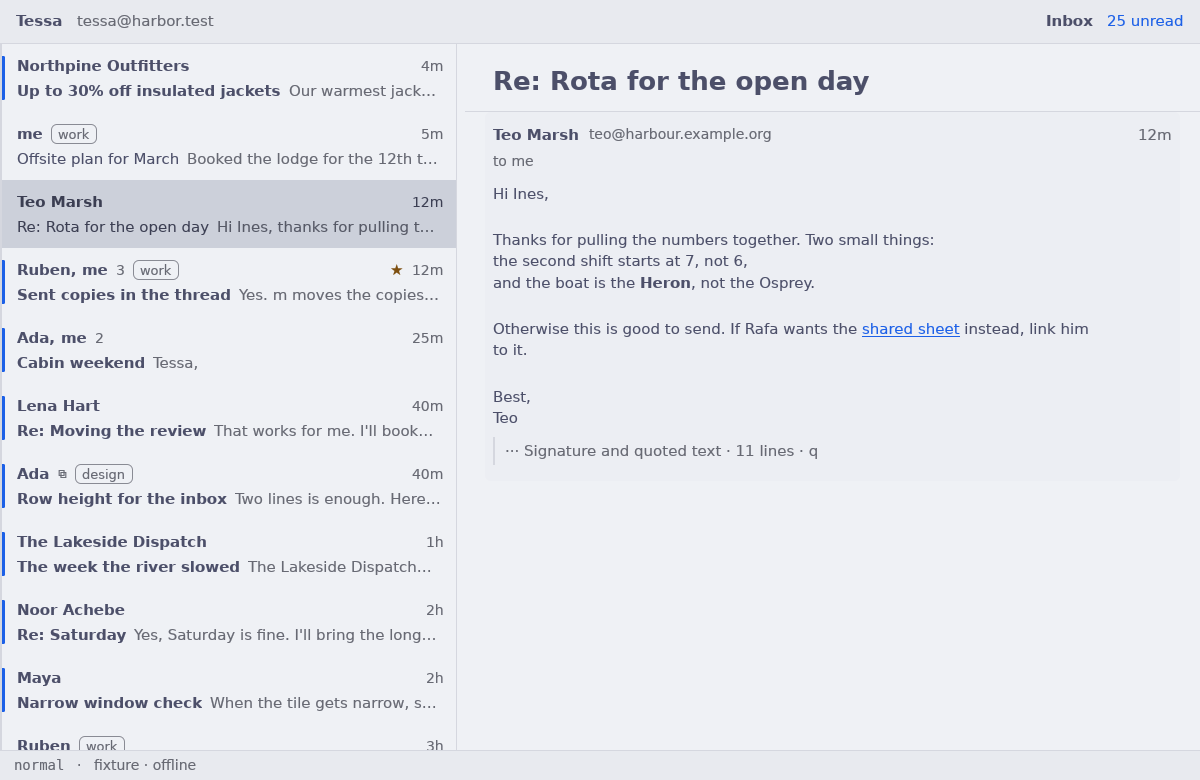 Tessa tessa@harbor.test
Inbox 25 unread
Northpine Outfitters 4m
Up to 30% off insulated jackets Our warmest jack…
me work 5m
Offsite plan for March Booked the lodge for the 12th t…
Teo Marsh 12m
Re: Rota for the open day Hi Ines, thanks for pulling t…
Ruben, me 3 work ★ 12m
Sent copies in the thread Yes. m moves the copies…
Ada, me 2 25m
Cabin weekend Tessa,
Lena Hart 40m
Re: Moving the review That works for me. I'll book…
Ada design 40m
Row height for the inbox Two lines is enough. Here…
The Lakeside Dispatch 1h
The week the river slowed The Lakeside Dispatch…
Noor Achebe 2h
Re: Saturday Yes, Saturday is fine. I'll bring the long…
Maya 2h
Narrow window check When the tile gets narrow, s…
Ruben work 3h
Re: Rota for the open day
Teo Marsh teo@harbour.example.org 12m
to me
Hi Ines,
Thanks for pulling the numbers together. Two small things:
the second shift starts at 7, not 6,
and the boat is the Heron, not the Osprey.
Otherwise this is good to send. If Rafa wants the shared sheet instead, link him
to it.
Best,
Teo
··· Signature and quoted text · 11 lines · q
normal · fixture · offline